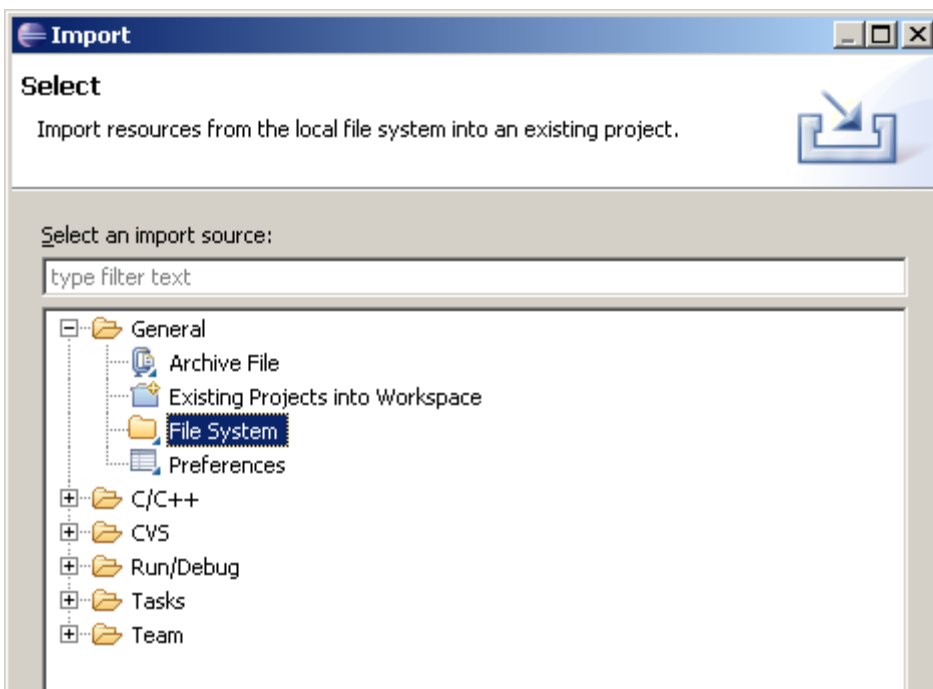 Import
Select
Import resources from the local file system into an existing project.
Select an import source:
type filter text
General
Archive File
Existing Projects into Workspace
File System
Preferences
C/C++
CVS
Run/Debug
Tasks
Team